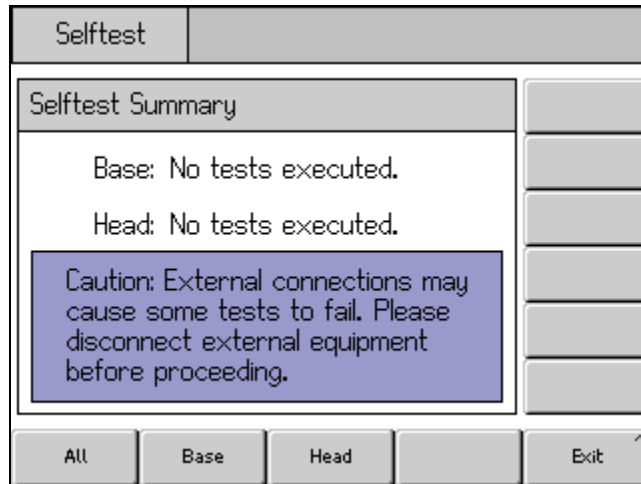 Selftest
Selftest Summary
Base: No tests executed.
Head: No tests executed.
Caution: External connections may
cause some tests to fail. Please
disconnect external equipment
before proceeding.
All
Base
Head
Exit